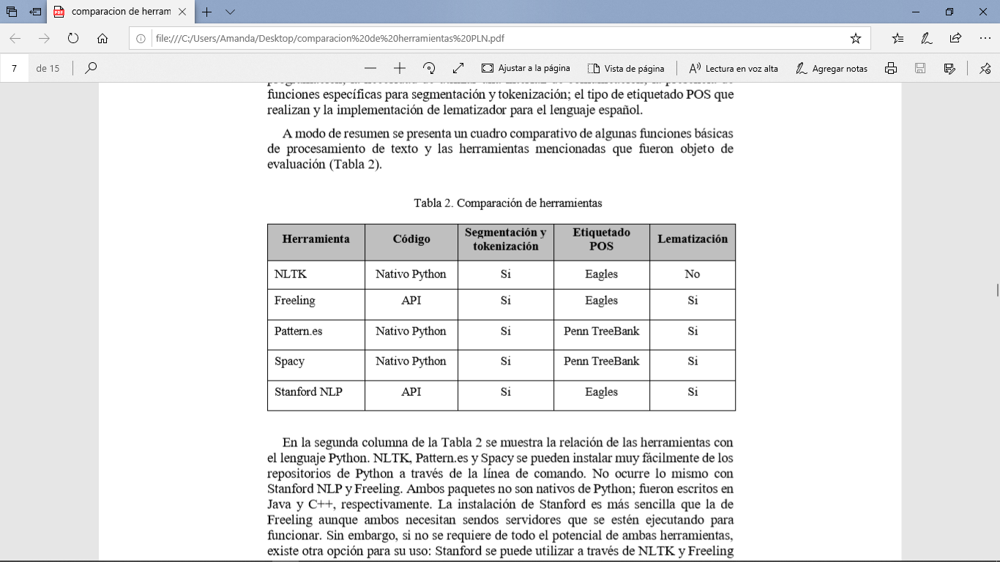 comparacion de herram
file:///C:/Users/Amanda/Desktop/comparacion%20de%20herramientas%20PLN.pdf
7 de 15 Ajustar a la página Vista de página Lectura en voz alta Agregar notas
funciones específicas para segmentación y tokenización; el tipo de etiquetado POS que
realizan y la implementación de lematizador para el lenguaje español.
A modo de resumen se presenta un cuadro comparativo de algunas funciones básicas
de procesamiento de texto y las herramientas mencionadas que fueron objeto de
evaluación (Tabla 2).
Tabla 2. Comparación de herramientas
Herramienta Código Segmentación y tokenización Etiquetado POS Lematización
NLTK Nativo Python Si Eagles No
Freeling API Si Eagles Si
Pattern.es Nativo Python Si Penn TreeBank Si
Spacy Nativo Python Si Penn TreeBank Si
Stanford NLP API Si Eagles Si
En la segunda columna de la Tabla 2 se muestra la relación de las herramientas con
el lenguaje Python. NLTK, Pattern.es y Spacy se pueden instalar muy fácilmente de los
repositorios de Python a través de la línea de comando. No ocurre lo mismo con
Stanford NLP y Freeling. Ambos paquetes no son nativos de Python; fueron escritos en
Java y C++, respectivamente. La instalación de Stanford es más sencilla que la de
Freeling aunque ambos necesitan sendos servidores que se estén ejecutando para
funcionar. Sin embargo, si no se requiere de todo el potencial de ambas herramientas,
existe otra opción para su uso: Stanford se puede utilizar a través de NLTK y Freeling